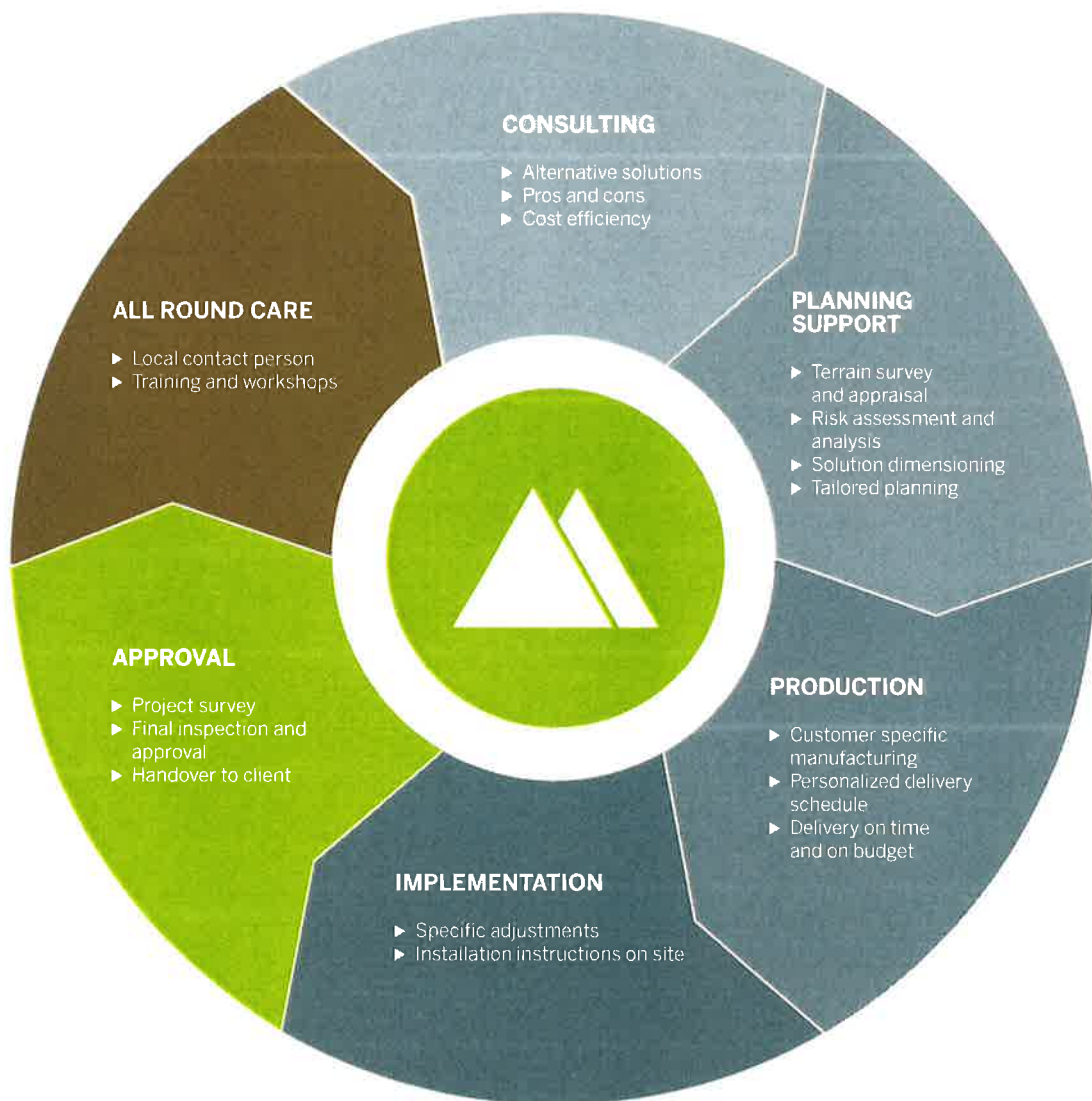 CONSULTING
▶ Alternative solutions
▶ Pros and cons
▶ Cost efficiency
PLANNING
SUPPORT
▶ Terrain survey
and appraisal
▶ Risk assessment and
analysis
▶ Solution dimensioning
▶ Tailored planning
PRODUCTION
▶ Customer specific
manufacturing
▶ Personalized delivery
schedule
▶ Delivery on time
and on budget
IMPLEMENTATION
▶ Specific adjustments
▶ Installation instructions on site
APPROVAL
▶ Project survey
▶ Final inspection and
approval
▶ Handover to client
ALL ROUND CARE
▶ Local contact person
▶ Training and workshops